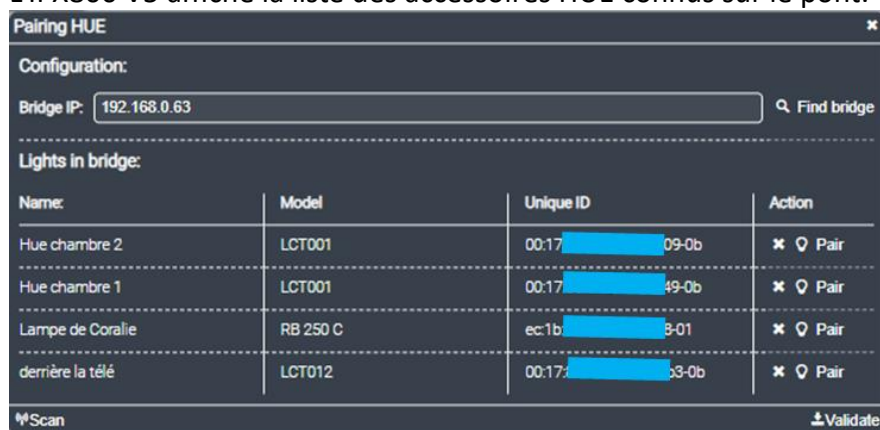 Pairing HUE ×
Configuration:
Bridge IP: 192.168.0.63 Find bridge
Lights in bridge:
Name: Model Unique ID Action
Hue chambre 2 LCT001 00:17 09-0b Pair
Hue chambre 1 LCT001 00:17 49-0b Pair
Lampe de Coralie RB 250 C ec:1b: 8-01 Pair
derrière la télé LCT012 00:17: b3-0b Pair
Scan Validate